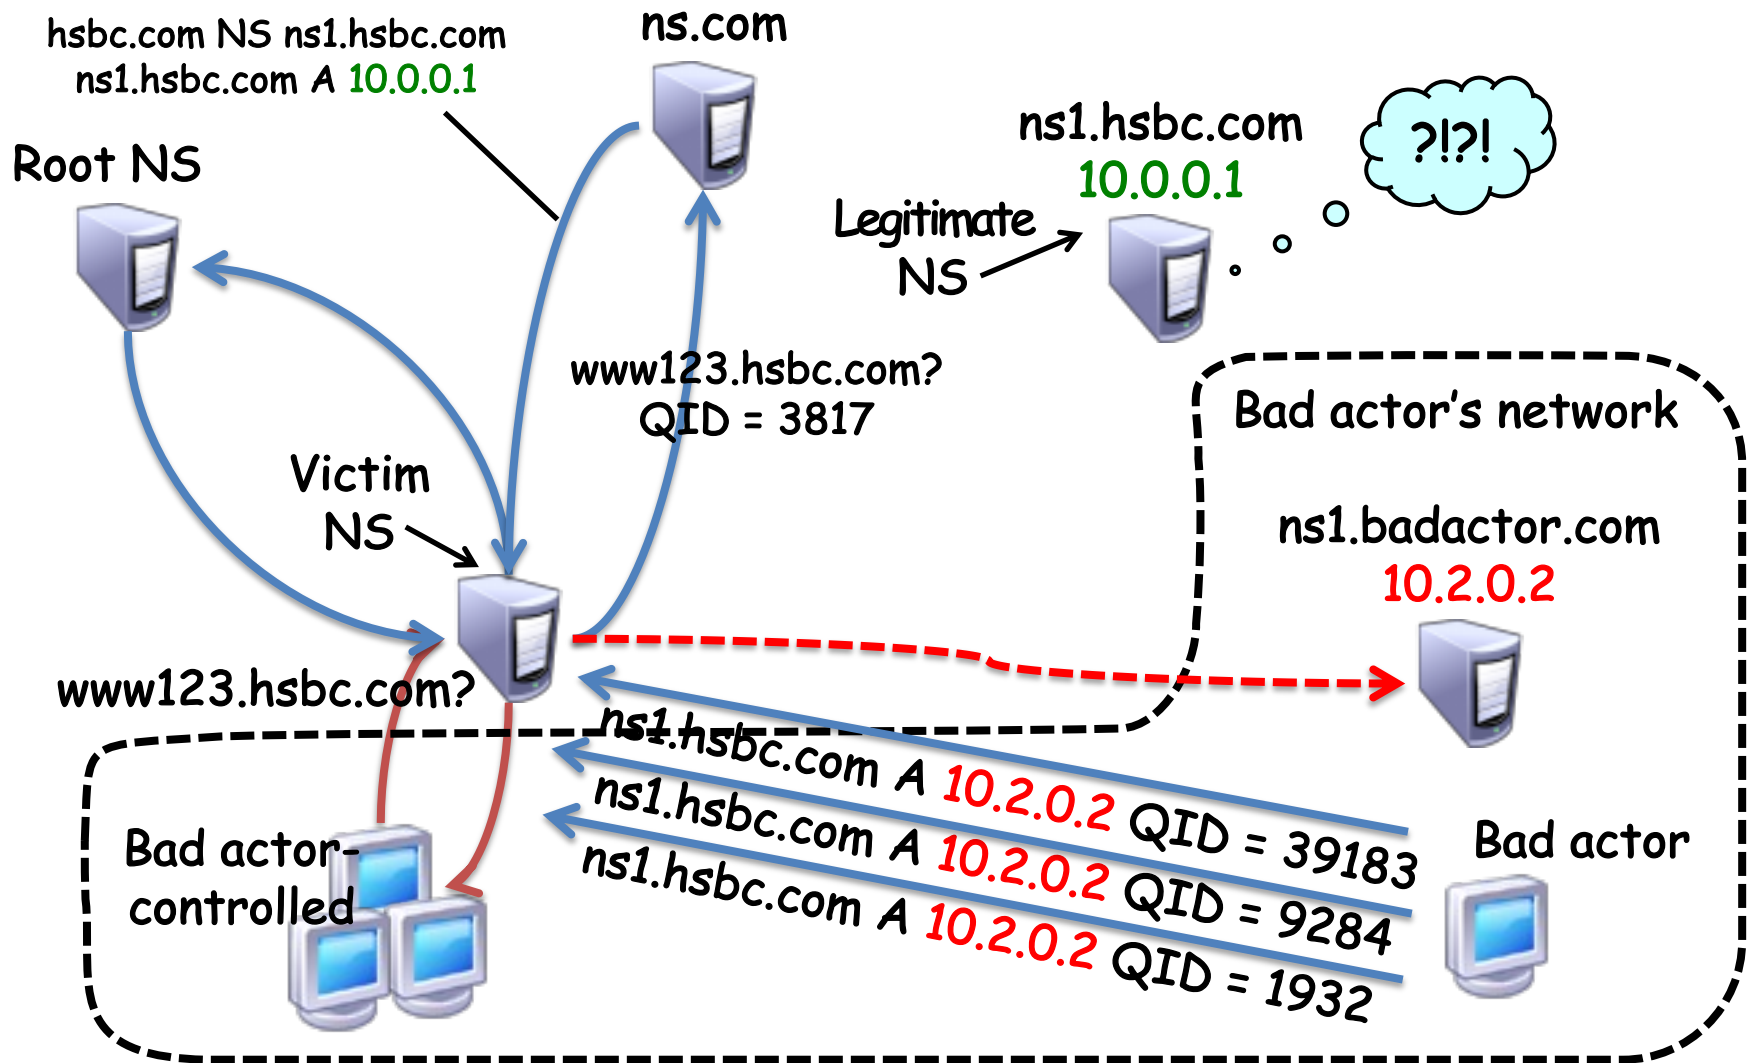 hsbc.com NS ns1.hsbc.com
ns1.hsbc.com A 10.0.0.1
ns.com
Root NS
ns1.hsbc.com
10.0.0.1
?!?!
Legitimate
NS
www123.hsbc.com?
QID = 3817
Victim
NS
Bad actor's network
ns1.badactor.com
10.2.0.2
www123.hsbc.com?
ns1.hsbc.com A 10.2.0.2 QID = 39183
ns1.hsbc.com A 10.2.0.2 QID = 9284
ns1.hsbc.com A 10.2.0.2 QID = 1932
Bad actor
Bad actor-
controlled